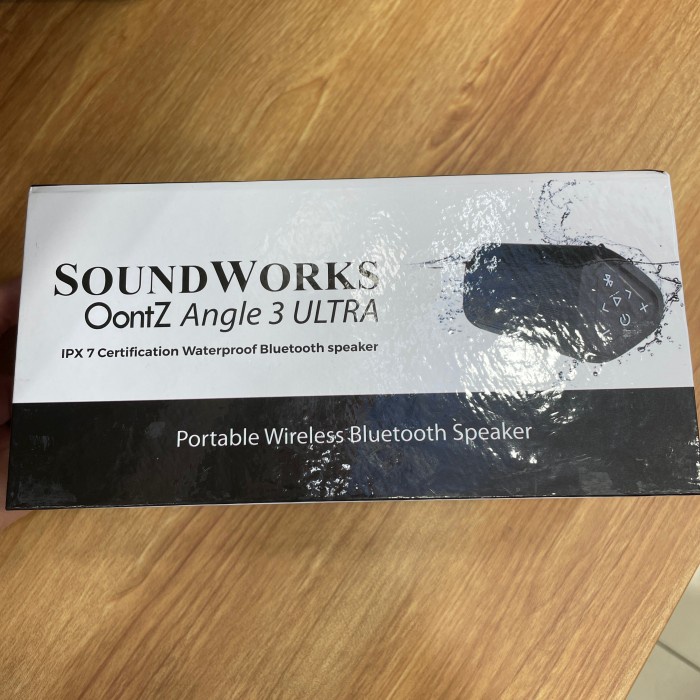 SOUNDWORKS
OontZ Angle 3 ULTRA
IPX 7 Certification Waterproof Bluetooth speaker
Portable Wireless Bluetooth Speaker